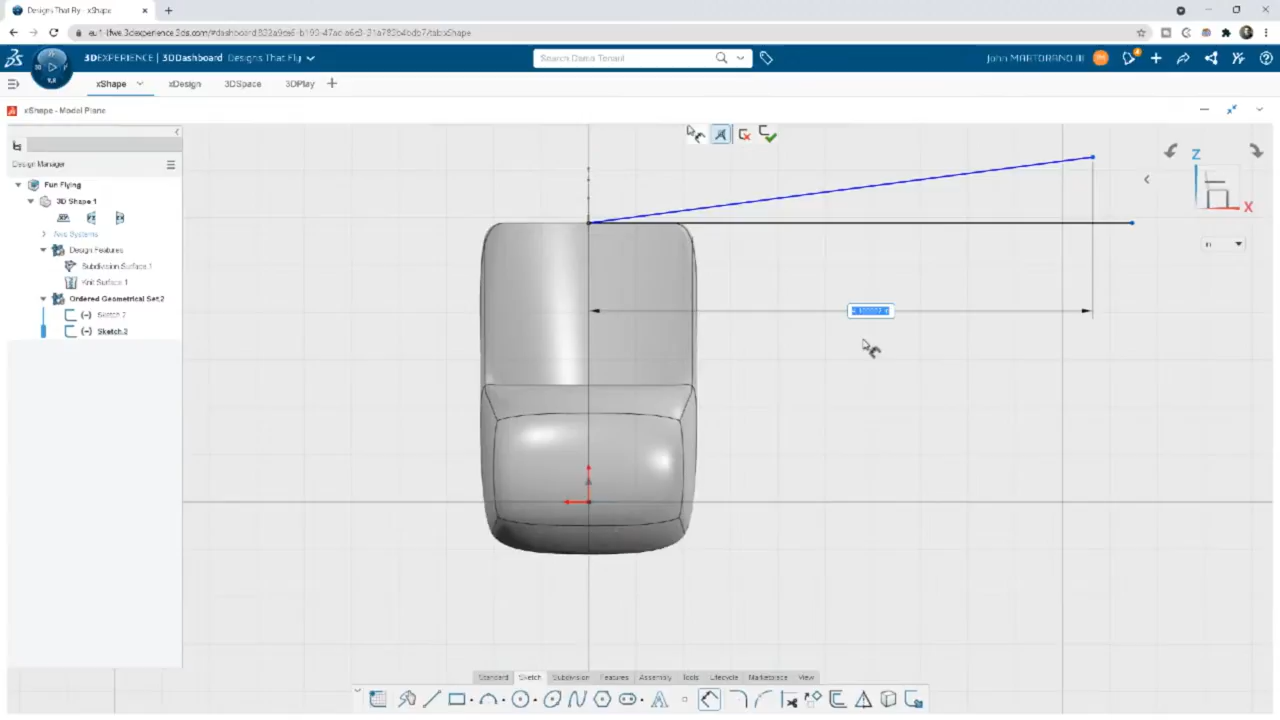 Designs That Fly - xShape
3DEXPERIENCE | 3DDashboard Designs That Fly
Search Demo Tenant
John MARTORANO III
4
xShape
xDesign
3DSpace
3DPlay
xShape - Model Plane
Design Manager
Fun Flying
3D Shape 1
Axis Systems
Design Features
Subdivision Surface.1
Knit Surface.1
Ordered Geometrical Set.2
(-) Sketch.2
(-) Sketch.3
Z
X
in
Standard
Sketch
Subdivision
Features
Assembly
Tools
Lifecycle
Marketplace
View